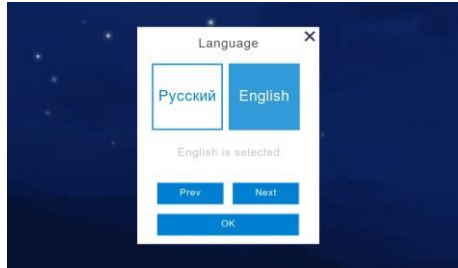 Language
Русский English
English is selected
Prev Next
OK